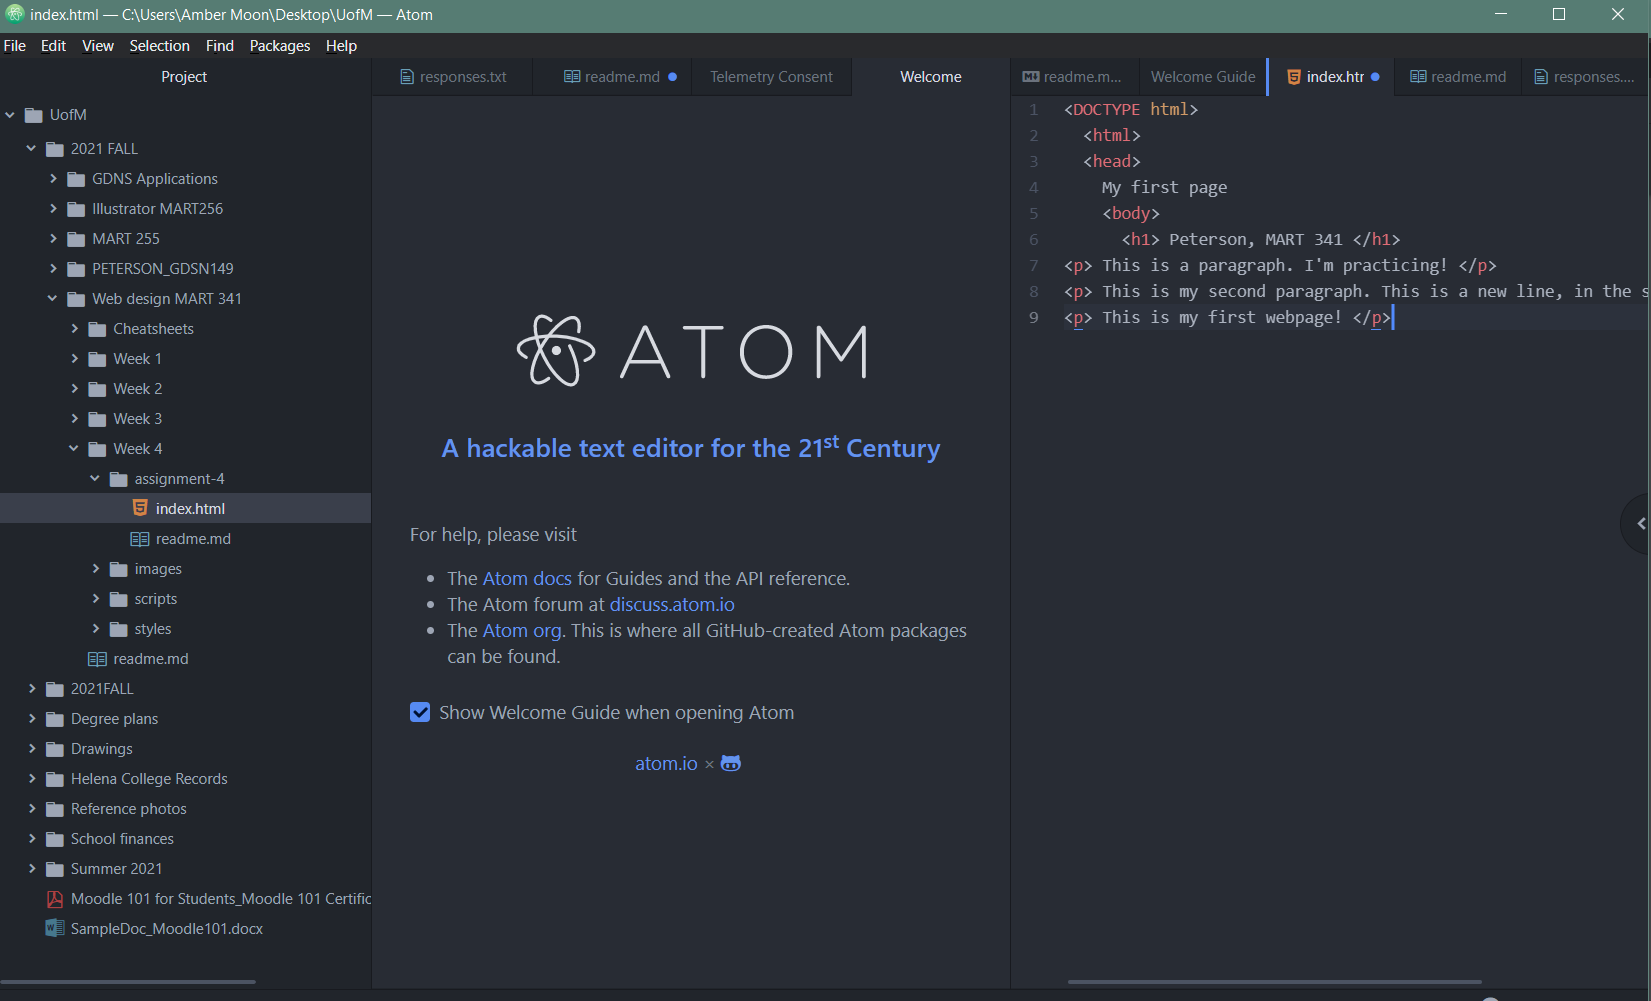 index.html — C:\Users\Amber Moon\Desktop\UofM — Atom
File Edit View Selection Find Packages Help
Project
UofM
2021 FALL
GDNS Applications
Illustrator MART256
MART 255
PETERSON_GDSN149
Web design MART 341
Cheatsheets
Week 1
Week 2
Week 3
Week 4
assignment-4
index.html
readme.md
images
scripts
styles
readme.md
2021FALL
Degree plans
Drawings
Helena College Records
Reference photos
School finances
Summer 2021
Moodle 101 for Students_Moodle 101 Certific
SampleDoc_Moodle101.docx
responses.txt readme.md Telemetry Consent Welcome
ATOM
A hackable text editor for the 21st Century
For help, please visit
• The Atom docs for Guides and the API reference.
• The Atom forum at discuss.atom.io
• The Atom org. This is where all GitHub-created Atom packages
can be found.
Show Welcome Guide when opening Atom
atom.io ×
readme.m... Welcome Guide index.htr readme.md responses....
1 <DOCTYPE html>
2 <html>
3 <head>
4 My first page
5 <body>
6 <h1> Peterson, MART 341 </h1>
7 <p> This is a paragraph. I'm practicing! </p>
8 <p> This is my second paragraph. This is a new line, in the s
9 <p> This is my first webpage! </p>